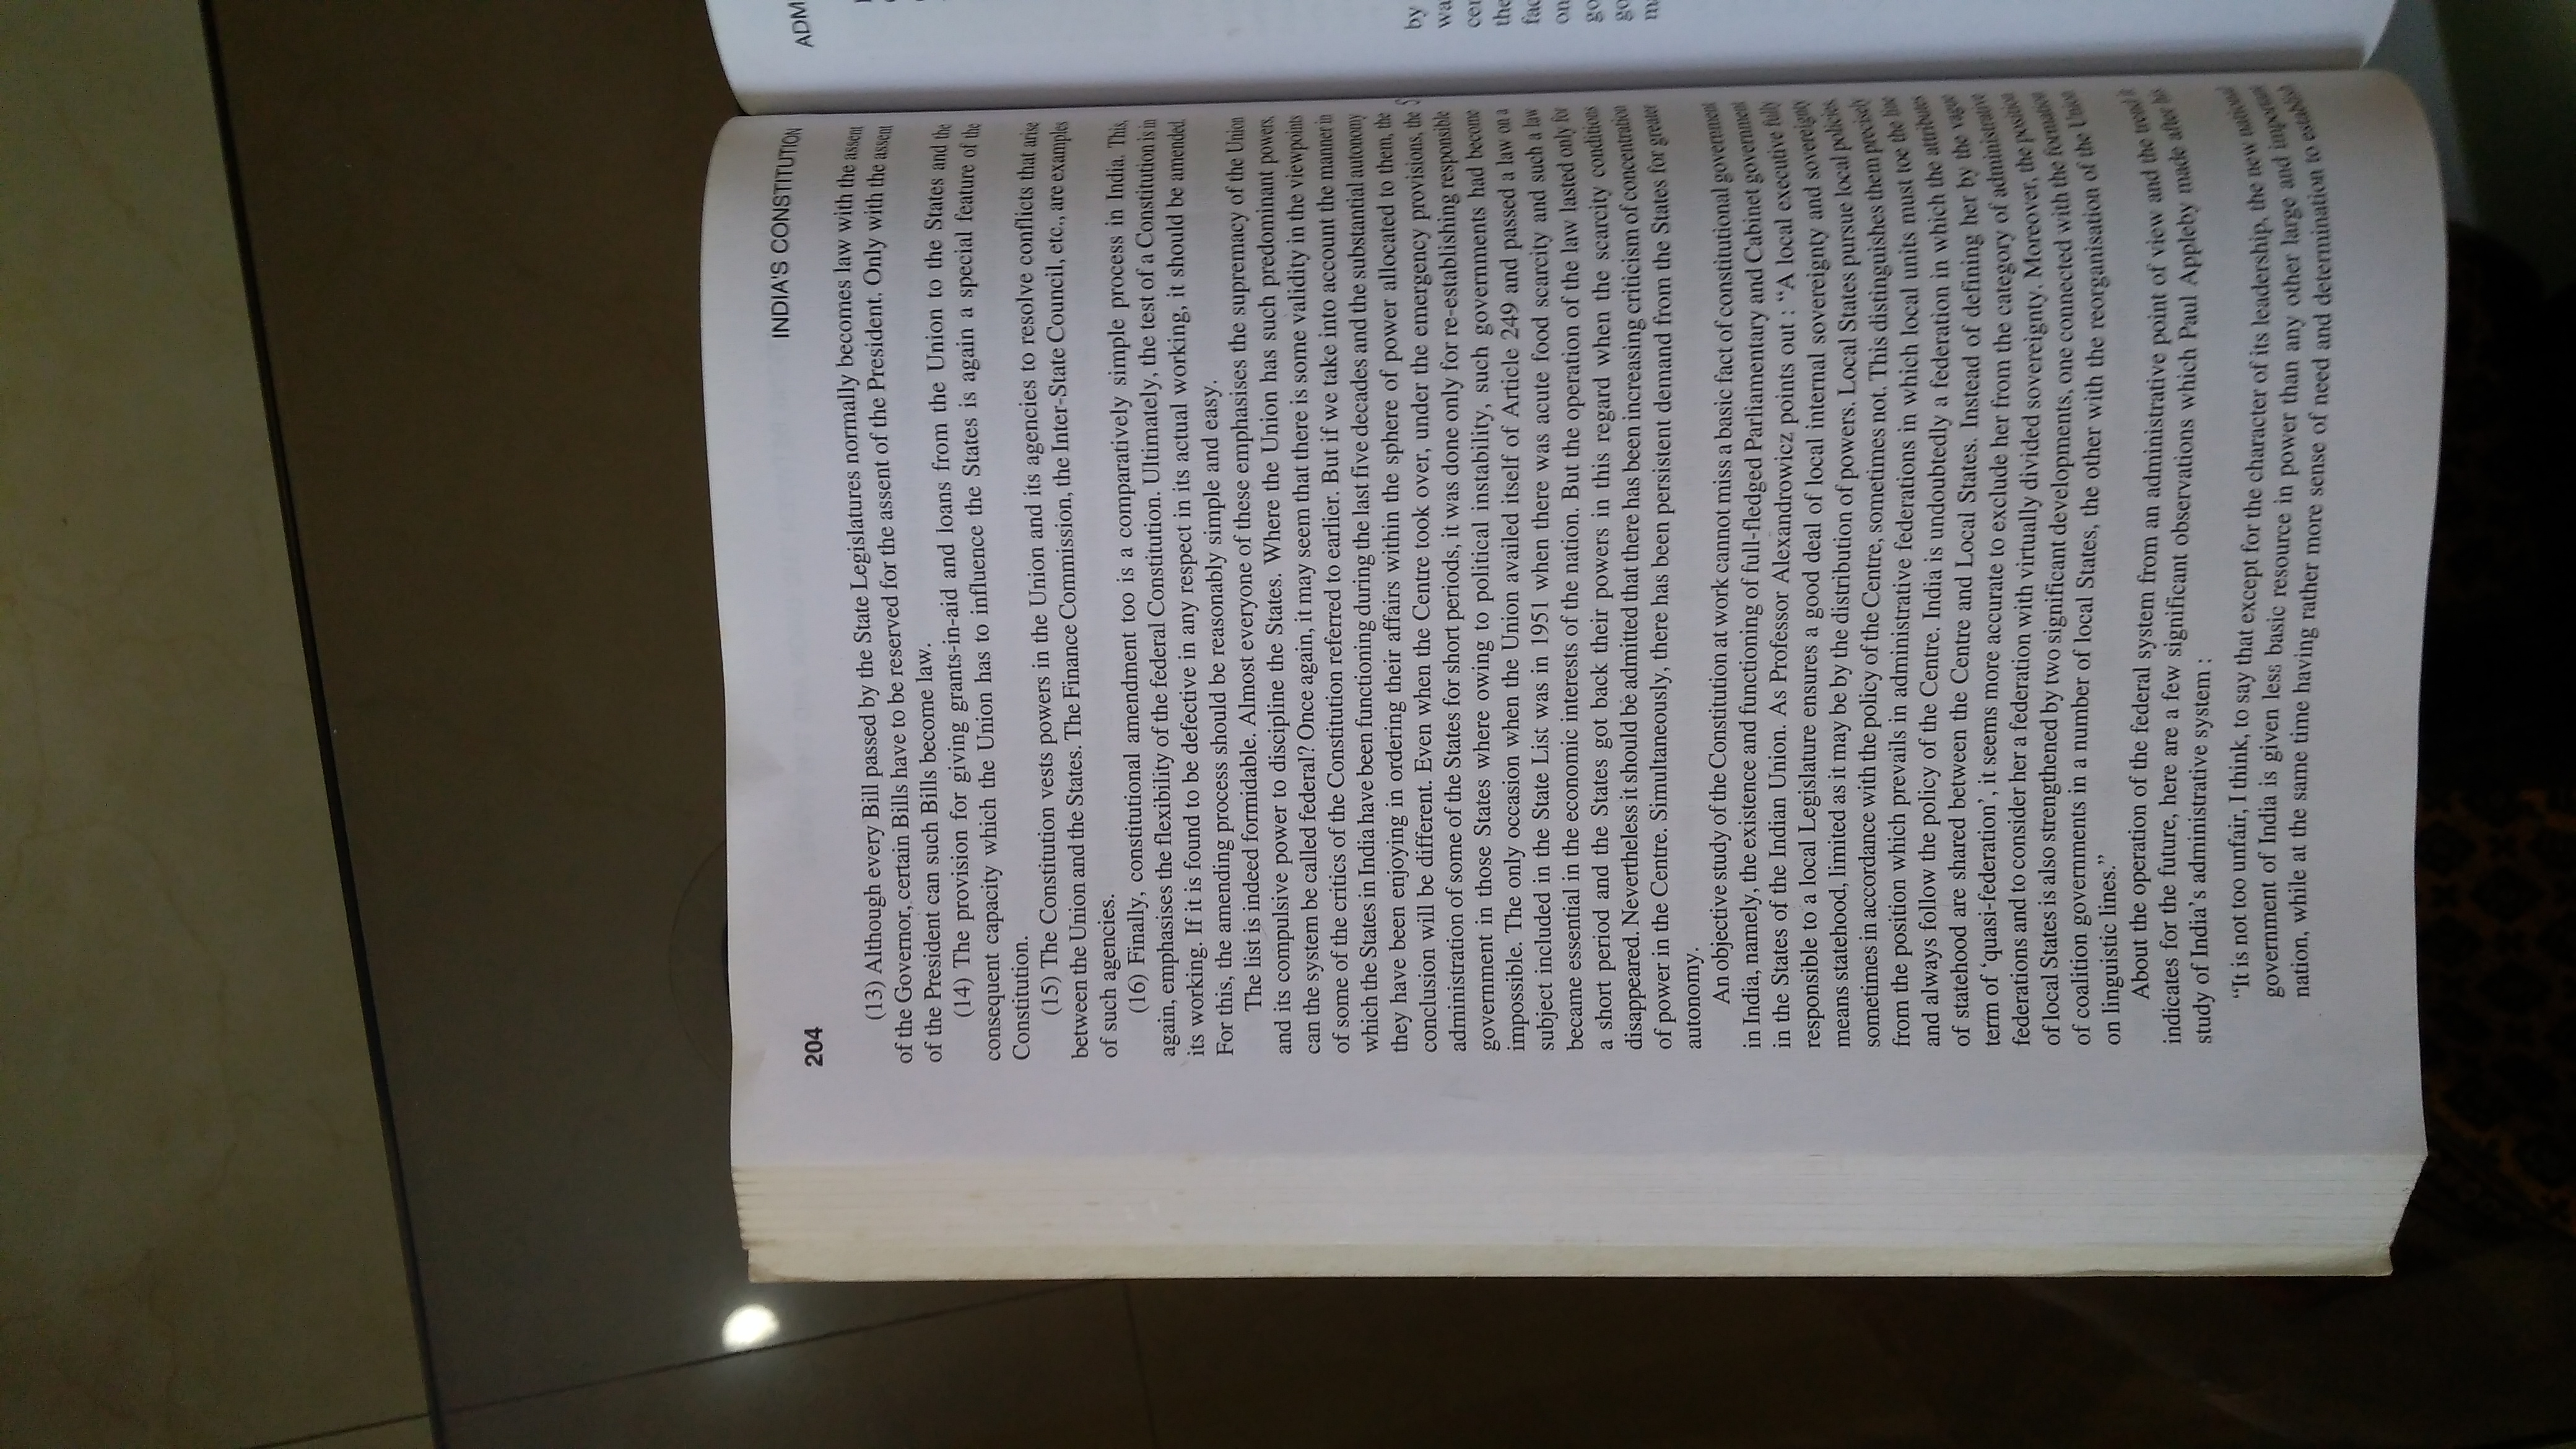 204 INDIA'S CONSTITUTION
(13) Although every Bill passed by the State Legislatures normally becomes law with the assent
of the Governor, certain Bills have to be reserved for the assent of the President. Only with the assent
of the President can such Bills become law.
(14) The provision for giving grants-in-aid and loans from the Union to the States and the
consequent capacity which the Union has to influence the States is again a special feature of the
Constitution.
(15) The Constitution vests powers in the Union and its agencies to resolve conflicts that arise
between the Union and the States. The Finance Commission, the Inter-State Council, etc., are examples
of such agencies.
(16) Finally, constitutional amendment too is a comparatively simple process in India. This,
again, emphasises the flexibility of the federal Constitution. Ultimately, the test of a Constitution is in
its working. If it is found to be defective in any respect in its actual working, it should be amended.
For this, the amending process should be reasonably simple and easy.
The list is indeed formidable. Almost everyone of these emphasises the supremacy of the Union
and its compulsive power to discipline the States. Where the Union has such predominant powers,
can the system be called federal? Once again, it may seem that there is some validity in the viewpoints
of some of the critics of the Constitution referred to earlier. But if we take into account the manner in
which the States in India have been functioning during the last five decades and the substantial autonomy
they have been enjoying in ordering their affairs within the sphere of power allocated to them, the
conclusion will be different. Even when the Centre took over, under the emergency provisions, the
administration of some of the States for short periods, it was done only for re-establishing responsible
government in those States where owing to political instability, such governments had become
impossible. The only occasion when the Union availed itself of Article 249 and passed a law on a
subject included in the State List was in 1951 when there was acute food scarcity and such a law
became essential in the economic interests of the nation. But the operation of the law lasted only for
a short period and the States got back their powers in this regard when the scarcity conditions
disappeared. Nevertheless it should be admitted that there has been increasing criticism of concentration
of power in the Centre. Simultaneously, there has been persistent demand from the States for greater
autonomy.
An objective study of the Constitution at work cannot miss a basic fact of constitutional government
in India, namely, the existence and functioning of full-fledged Parliamentary and Cabinet government
in the States of the Indian Union. As Professor Alexandrowicz points out : “A local executive fully
responsible to a local Legislature ensures a good deal of local internal sovereignty and sovereignty
means statehood, limited as it may be by the distribution of powers. Local States pursue local policies,
sometimes in accordance with the policy of the Centre, sometimes not. This distinguishes them precisely
from the position which prevails in administrative federations in which local units must toe the line
and always follow the policy of the Centre. India is undoubtedly a federation in which the attributes
of statehood are shared between the Centre and Local States. Instead of defining her by the vague
term of ‘quasi-federation’, it seems more accurate to exclude her from the category of administrative
federations and to consider her a federation with virtually divided sovereignty. Moreover, the position
of local States is also strengthened by two significant developments, one connected with the formation
of coalition governments in a number of local States, the other with the reorganisation of the Union
on linguistic lines.”
About the operation of the federal system from an administrative point of view and the trend it
indicates for the future, here are a few significant observations which Paul Appleby made after his
study of India’s administrative system :
“It is not too unfair, I think, to say that except for the character of its leadership, the new national
government of India is given less basic resource in power than any other large and important
nation, while at the same time having rather more sense of need and determination to establish
ADM
by